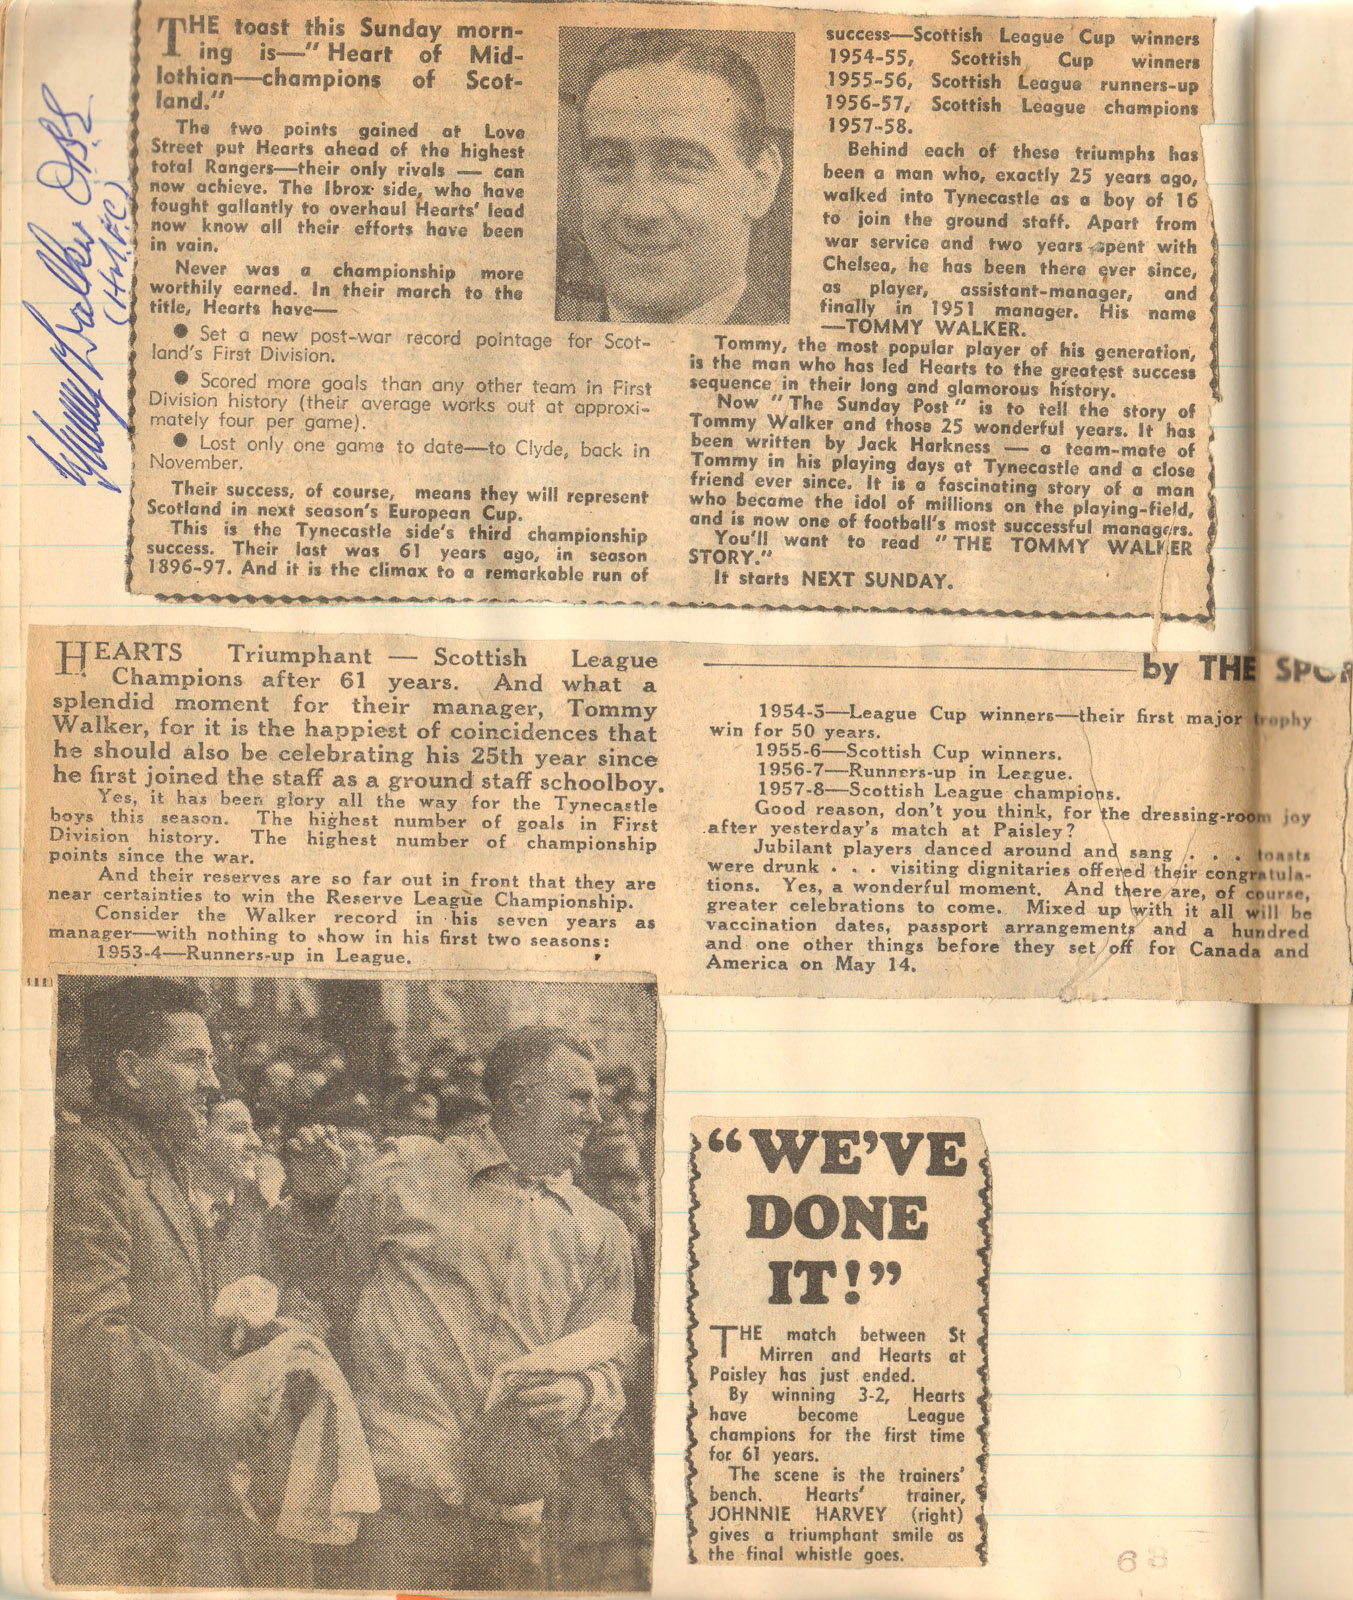 Tommy Walker OBE
(H.M.F.C)
THE toast this Sunday morn-
ing is—"Heart of Mid-
lothian—champions of Scot-
land."
The two points gained at Love
Street put Hearts ahead of the highest
total Rangers—their only rivals — can
now achieve. The Ibrox side, who have
fought gallantly to overhaul Hearts' lead
now know all their efforts have been
in vain.
Never was a championship more
worthily earned. In their march to the
title, Hearts have—
● Set a new post-war record pointage for Scot-
land's First Division.
● Scored more goals than any other team in First
Division history (their average works out at approxi-
mately four per game).
● Lost only one game to date—to Clyde, back in
November.
Their success, of course, means they will represent
Scotland in next season's European Cup.
This is the Tynecastle side's third championship
success. Their last was 61 years ago, in season
1896-97. And it is the climax to a remarkable run of
success—Scottish League Cup winners
1954-55, Scottish Cup winners
1955-56, Scottish League runners-up
1956-57, Scottish League champions
1957-58.
Behind each of these triumphs has
been a man who, exactly 25 years ago,
walked into Tynecastle as a boy of 16
to join the ground staff. Apart from
war service and two years spent with
Chelsea, he has been there ever since,
as player, assistant-manager, and
finally in 1951 manager. His name
—TOMMY WALKER.
Tommy, the most popular player of his generation,
is the man who has led Hearts to the greatest success
sequence in their long and glamorous history.
Now "The Sunday Post" is to tell the story of
Tommy Walker and those 25 wonderful years. It has
been written by Jack Harkness — a team-mate of
Tommy in his playing days at Tynecastle and a close
friend ever since. It is a fascinating story of a man
who became the idol of millions on the playing-field,
and is now one of football's most successful managers.
You'll want to read "THE TOMMY WALKER
STORY."
It starts NEXT SUNDAY.
HEARTS Triumphant — Scottish League
Champions after 61 years. And what a
splendid moment for their manager, Tommy
Walker, for it is the happiest of coincidences that
he should also be celebrating his 25th year since
he first joined the staff as a ground staff schoolboy.
Yes, it has been glory all the way for the Tynecastle
boys this season. The highest number of goals in First
Division history. The highest number of championship
points since the war.
And their reserves are so far out in front that they are
near certainties to win the Reserve League Championship.
Consider the Walker record in his seven years as
manager—with nothing to show in his first two seasons:
1953-4—Runners-up in League.
by THE SPOR
1954-5—League Cup winners—their first major trophy
win for 50 years.
1955-6—Scottish Cup winners.
1956-7—Runners-up in League.
1957-8—Scottish League champions.
Good reason, don't you think, for the dressing-room joy
after yesterday's match at Paisley?
Jubilant players danced around and sang . . . toasts
were drunk . . . visiting dignitaries offered their congratula-
tions. Yes, a wonderful moment. And there are, of course,
greater celebrations to come. Mixed up with it all will be
vaccination dates, passport arrangements and a hundred
and one other things before they set off for Canada and
America on May 14.
"WE'VE
DONE
IT!"
THE match between St
Mirren and Hearts at
Paisley has just ended.
By winning 3-2, Hearts
have become League
champions for the first time
for 61 years.
The scene is the trainers'
bench. Hearts' trainer,
JOHNNIE HARVEY (right)
gives a triumphant smile as
the final whistle goes.
68